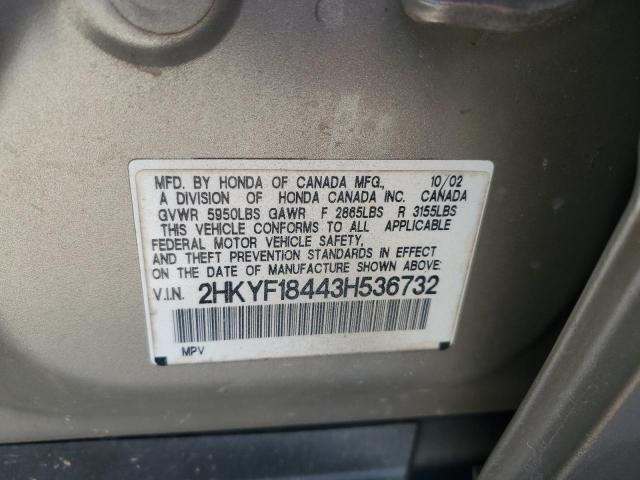 MFD. BY HONDA OF CANADA MFG., 10/02
A DIVISION OF HONDA CANADA INC. CANADA
GVWR 5950LBS GAWR F 2865LBS R 3155LBS
THIS VEHICLE CONFORMS TO ALL APPLICABLE
FEDERAL MOTOR VEHICLE SAFETY,
AND THEFT PREVENTION STANDARDS IN EFFECT
ON THE DATE OF MANUFACTURE SHOWN ABOVE:
V.I.N. 2HKYF18443H536732
MPV